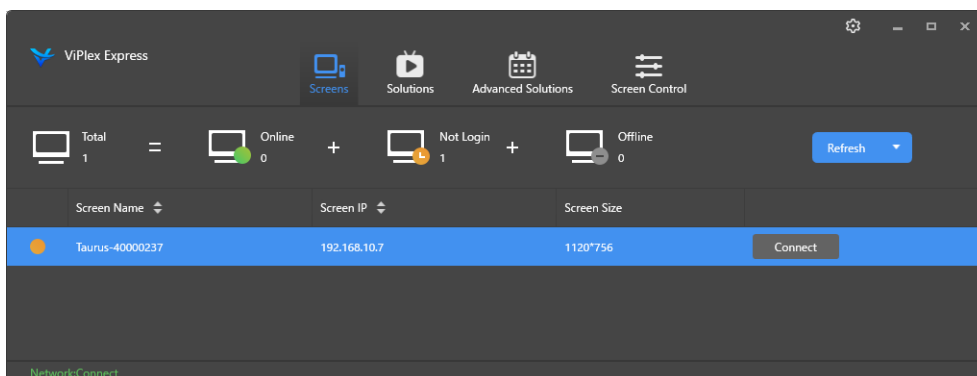 ViPlex Express
Screens Solutions Advanced Solutions Screen Control
Total 1 = Online 0 + Not Login 1 + Offline 0 Refresh
Screen Name Screen IP Screen Size
Taurus-40000237 192.168.10.7 1120*756 Connect
Network:Connect